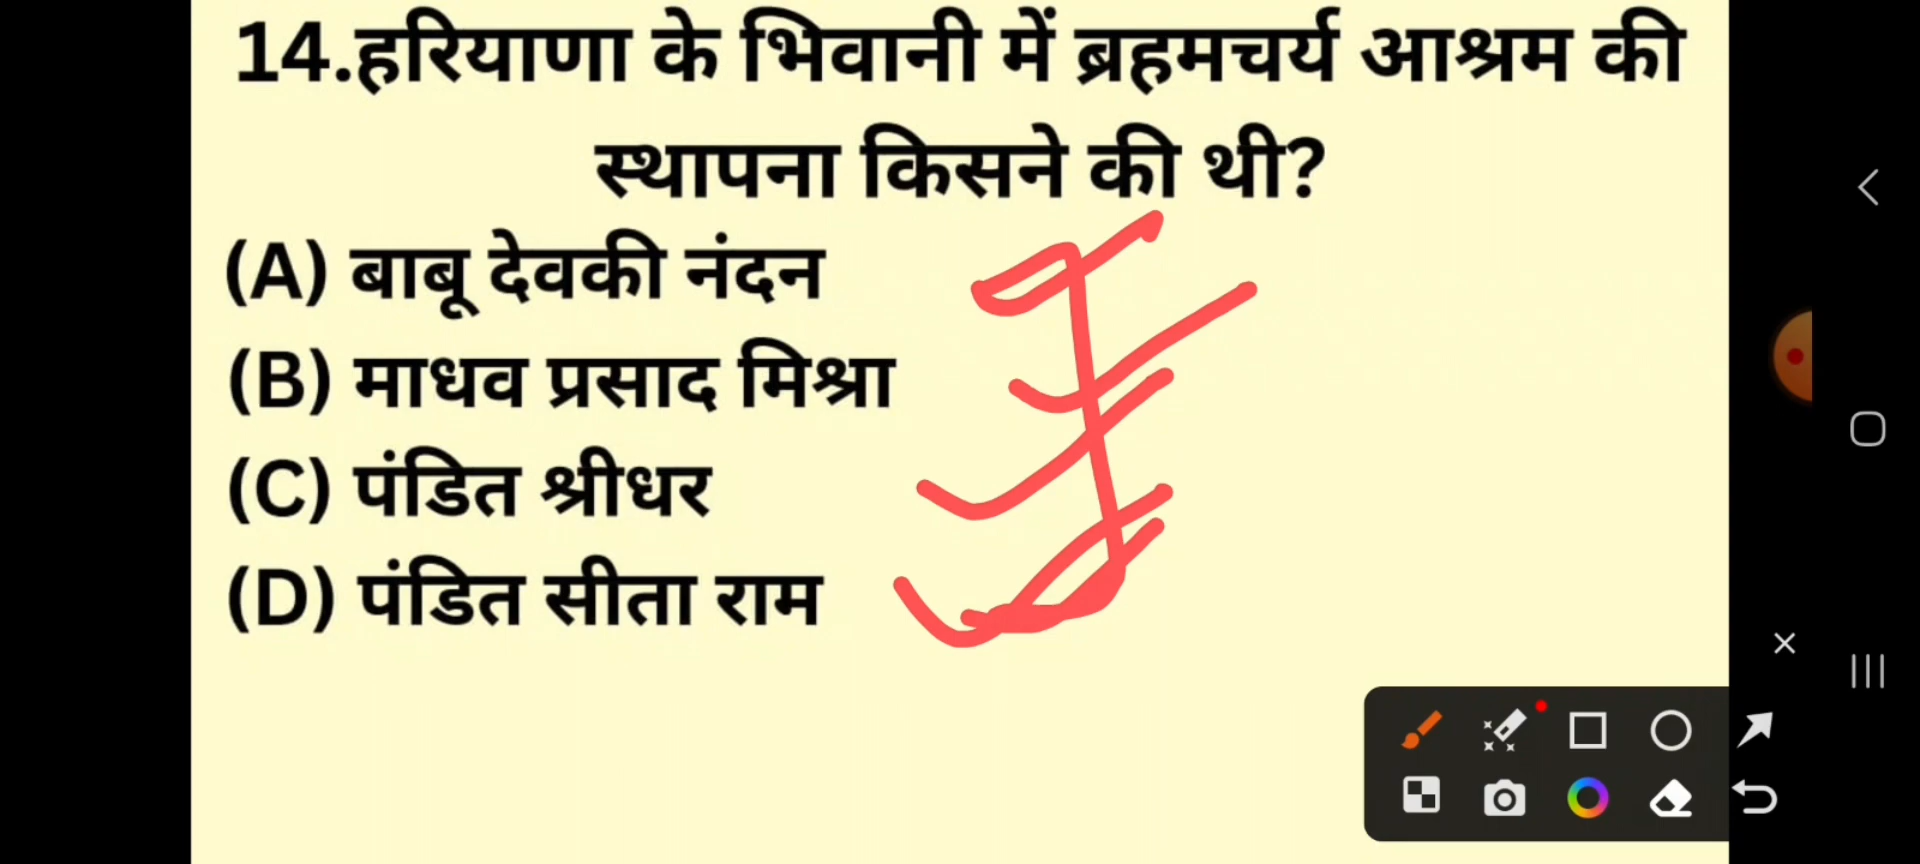 14.हरियाणा के भिवानी में ब्रहमचर्य आश्रम की
स्थापना किसने की थी?
(A) बाबू देवकी नंदन
(B) माधव प्रसाद मिश्रा
(C) पंडित श्रीधर
(D) पंडित सीता राम